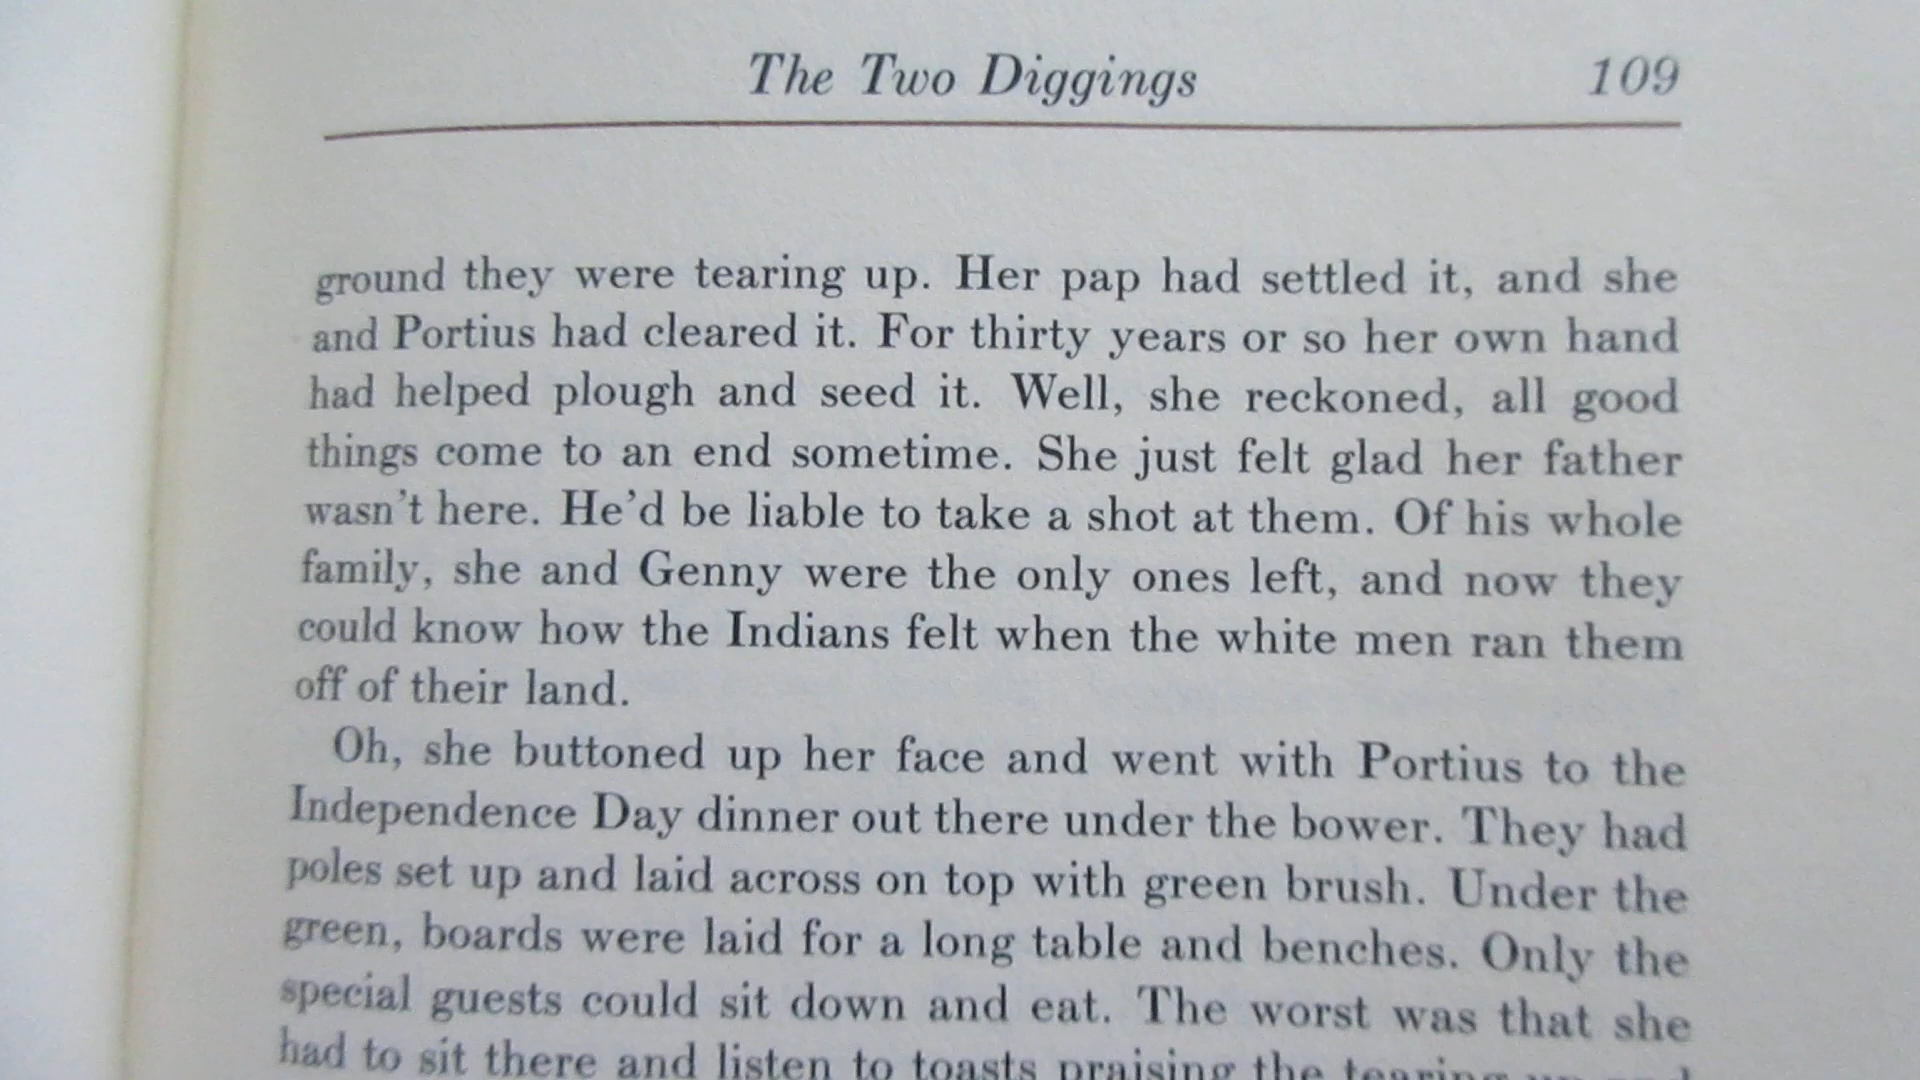 The Two Diggings 109
ground they were tearing up. Her pap had settled it, and she
and Portius had cleared it. For thirty years or so her own hand
had helped plough and seed it. Well, she reckoned, all good
things come to an end sometime. She just felt glad her father
wasn't here. He'd be liable to take a shot at them. Of his whole
family, she and Genny were the only ones left, and now they
could know how the Indians felt when the white men ran them
off of their land.
Oh, she buttoned up her face and went with Portius to the
Independence Day dinner out there under the bower. They had
poles set up and laid across on top with green brush. Under the
green, boards were laid for a long table and benches. Only the
special guests could sit down and eat. The worst was that she
had to sit there and listen to toasts praising the tearing up and